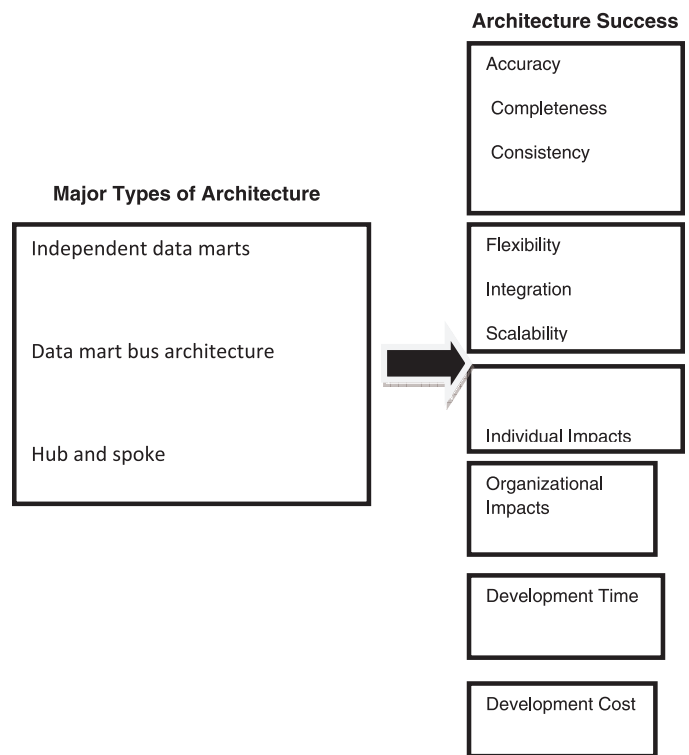 Major Types of Architecture
Independent data marts
Data mart bus architecture
Hub and spoke
Architecture Success
Accuracy
Completeness
Consistency
Flexibility
Integration
Scalability
Individual Impacts
Organizational
Impacts
Development Time
Development Cost